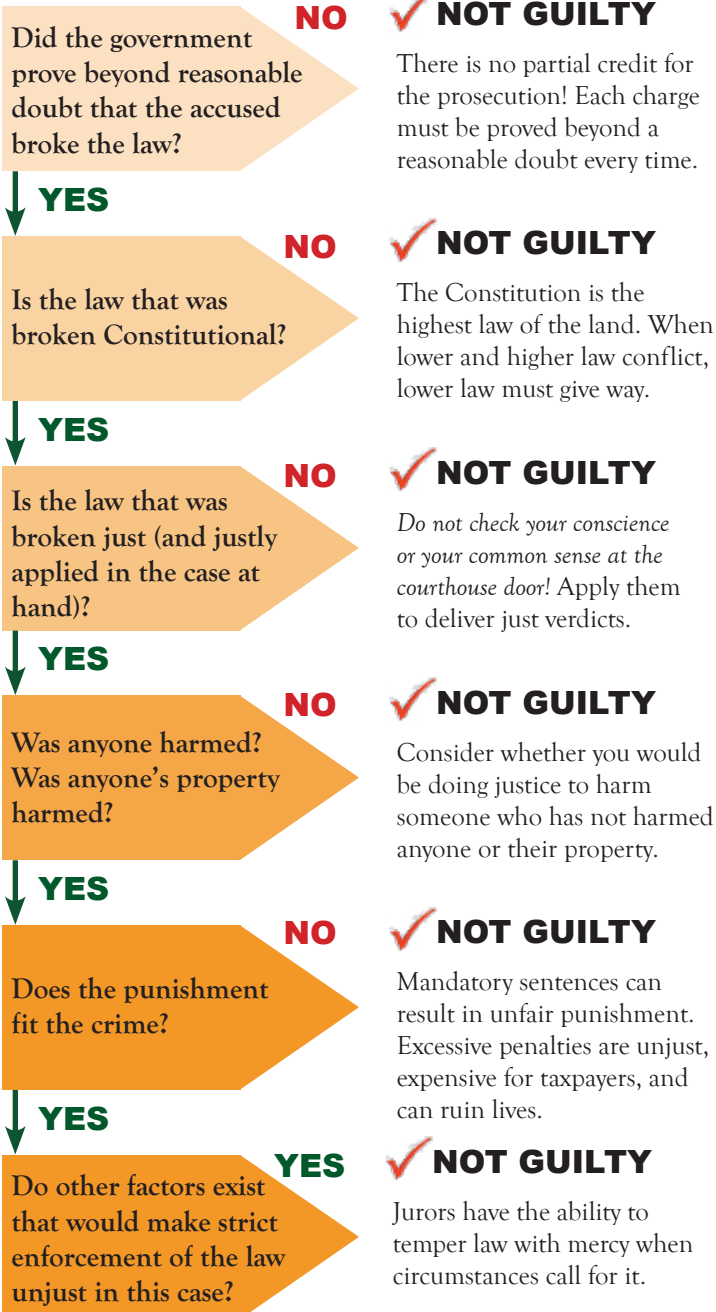 Did the government
prove beyond reasonable
doubt that the accused
broke the law?
NO
NOT GUILTY
There is no partial credit for
the prosecution! Each charge
must be proved beyond a
reasonable doubt every time.
YES
Is the law that was
broken Constitutional?
NO
NOT GUILTY
The Constitution is the
highest law of the land. When
lower and higher law conflict,
lower law must give way.
YES
Is the law that was
broken just (and justly
applied in the case at
hand)?
NO
NOT GUILTY
Do not check your conscience
or your common sense at the
courthouse door! Apply them
to deliver just verdicts.
YES
Was anyone harmed?
Was anyone's property
harmed?
NO
NOT GUILTY
Consider whether you would
be doing justice to harm
someone who has not harmed
anyone or their property.
YES
Does the punishment
fit the crime?
NO
NOT GUILTY
Mandatory sentences can
result in unfair punishment.
Excessive penalties are unjust,
expensive for taxpayers, and
can ruin lives.
YES
Do other factors exist
that would make strict
enforcement of the law
unjust in this case?
YES
NOT GUILTY
Jurors have the ability to
temper law with mercy when
circumstances call for it.